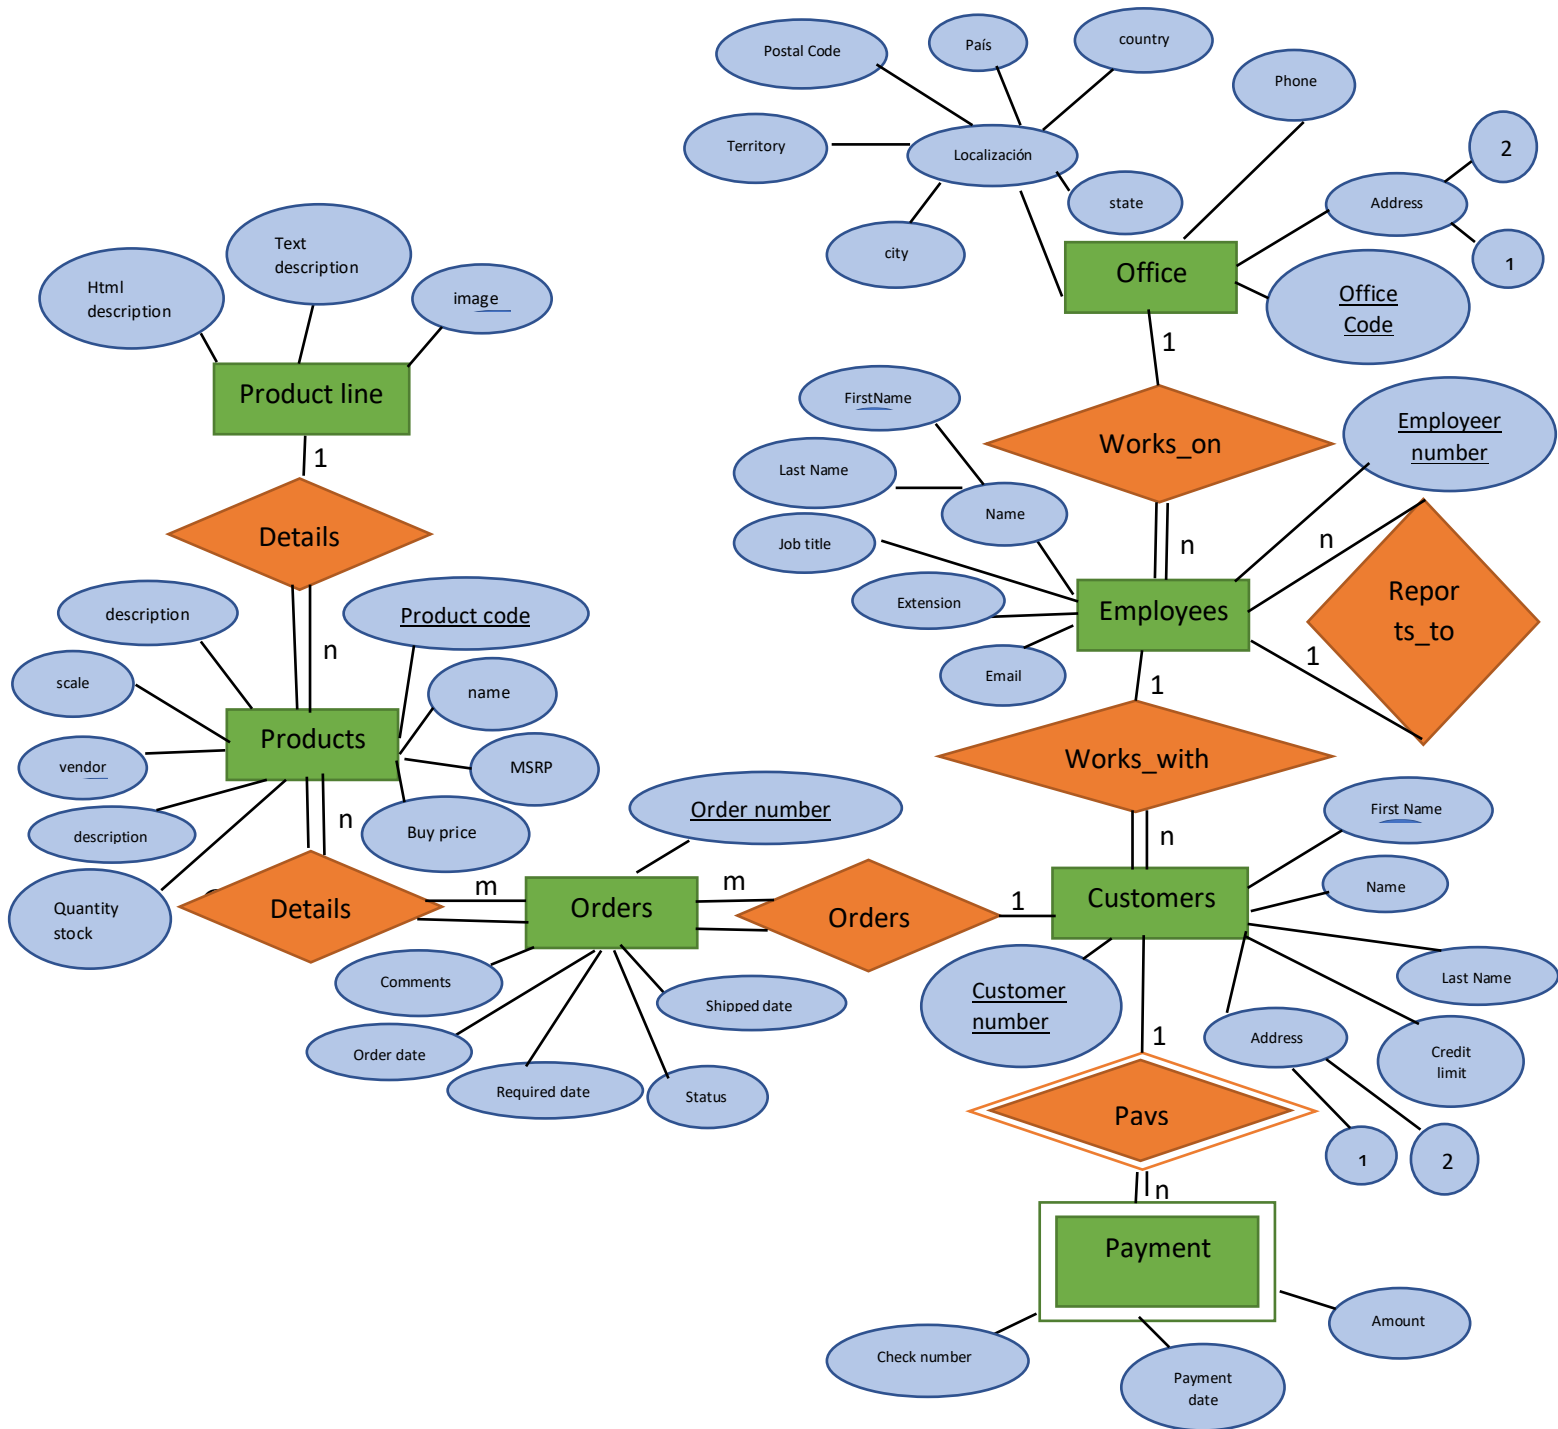 Postal Code
País
country
Phone
Territory
Localización
2
Address
state
city
1
Office
Office
Code
Text
description
Html
description
image
Product line
1
1
FirstName
Works_on
Employeer
number
Last Name
Name
Job title
n
n
Extension
Employees
Repor
ts_to
Email
1
1
Details
description
Product code
n
scale
name
Products
vendor
MSRP
Works_with
description
n
Buy price
Order number
First Name
n
Quantity
stock
Details
m
Orders
m
Orders
1
Customers
Name
Comments
Shipped date
Customer
number
Last Name
Order date
Required date
Status
1
Address
Credit
limit
Pavs
1
2
n
Payment
Amount
Check number
Payment
date